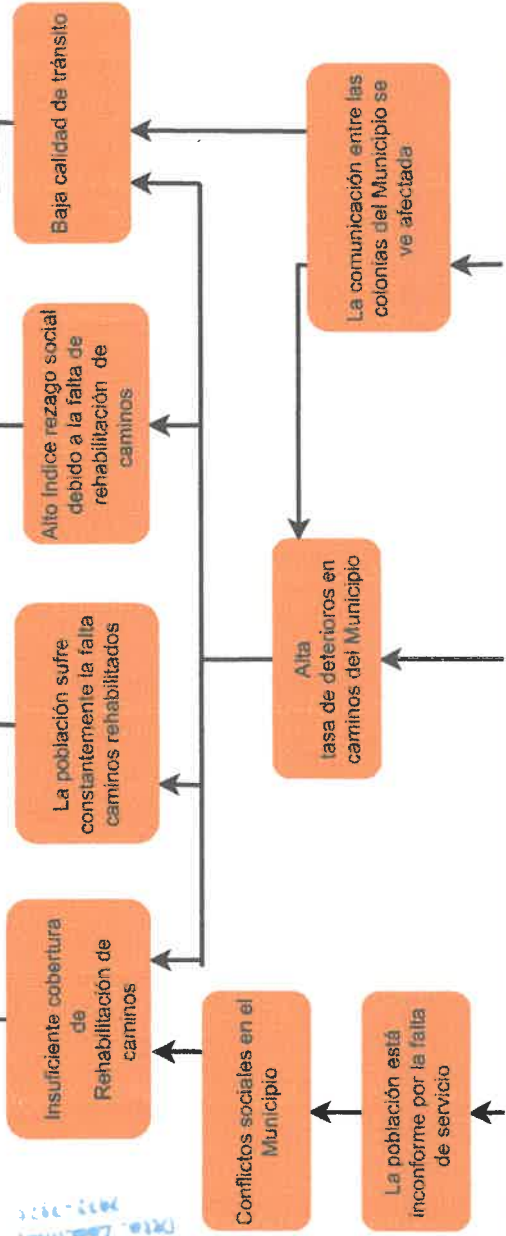 Insuficiente cobertura
de
Rehabilitación de
caminos
La población sufre
constantemente la falta
caminos rehabilitados
Alto Indice rezago social
debido a la falta de
rehabilitación de
caminos
Baja calidad de tránsito
Conflictos sociales en el
Municipio
Alta
tasa de deterioros en
caminos del Municipio
La comunicación entre las
colonias del Municipio se
ve afectada
La población está
inconforme por la falta
de servicio